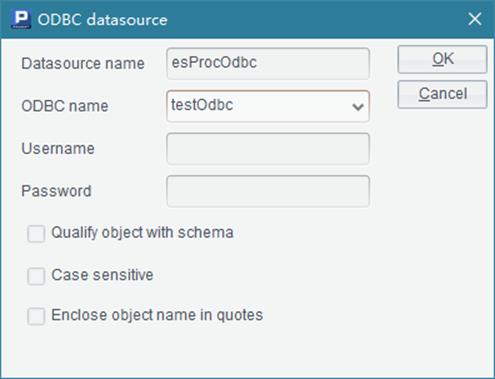 ODBC datasource
Datasource name esProcOdbc OK
ODBC name testOdbc Cancel
Username
Password
Qualify object with schema
Case sensitive
Enclose object name in quotes